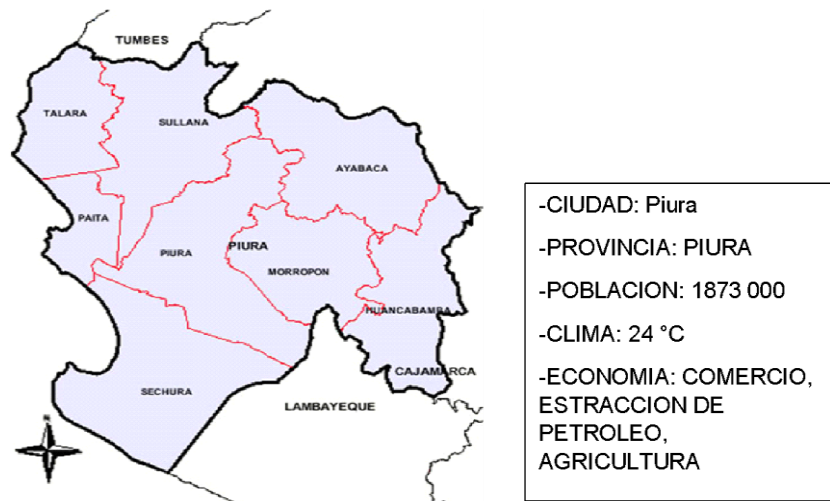 TUMBES
TALARA
SULLANA
AYABACA
PAITA
PIURA
PIURA
MORROPON
HUANCABAMBA
CAJAMARCA
SECHURA
LAMBAYEQUE
N
-CIUDAD: Piura
-PROVINCIA: PIURA
-POBLACION: 1873 000
-CLIMA: 24 °C
-ECONOMIA: COMERCIO,
ESTRACCION DE
PETROLEO,
AGRICULTURA